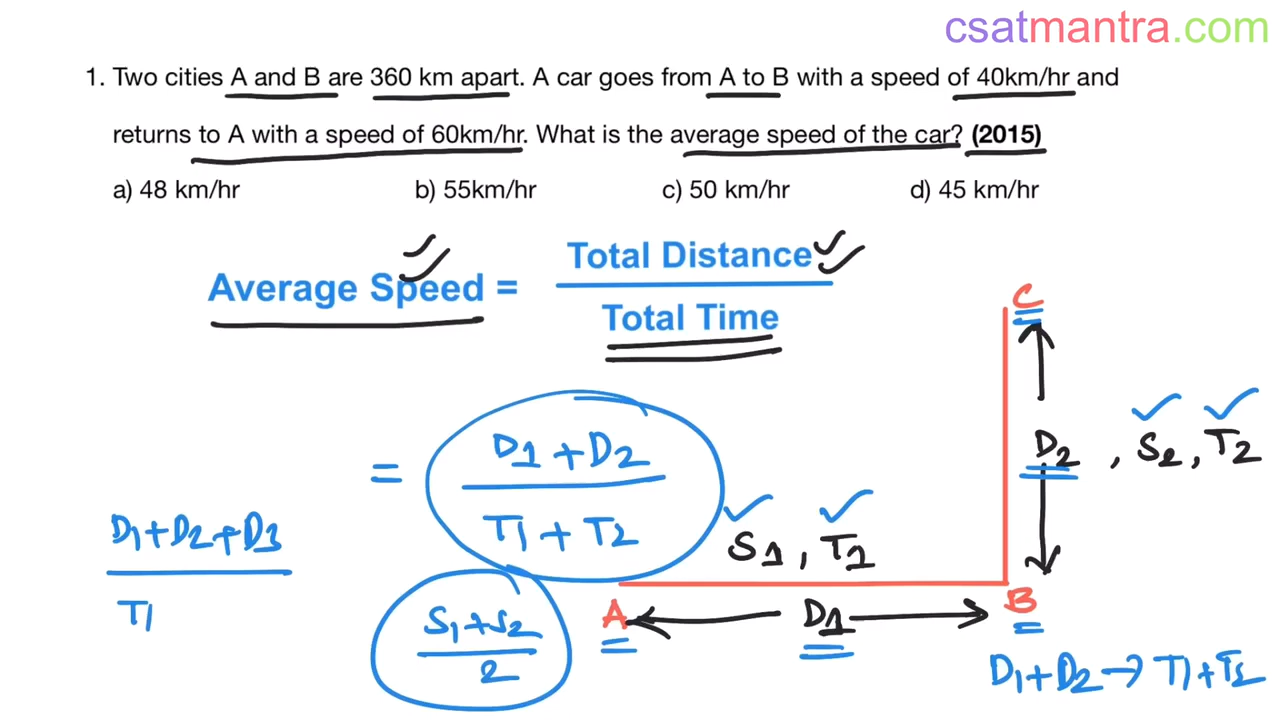 csatmantra.com
1. Two cities A and B are 360 km apart. A car goes from A to B with a speed of 40km/hr and
returns to A with a speed of 60km/hr. What is the average speed of the car? (2015)
a) 48 km/hr b) 55km/hr c) 50 km/hr d) 45 km/hr
Total Distance
Average Speed =
Total Time
C
D1 + D2
=
T1 + T2
D2 , S2, T2
S1, T1
D1+D2+D3
T1
S1+S2
2
A D1 B
D1+D2 → T1+T2